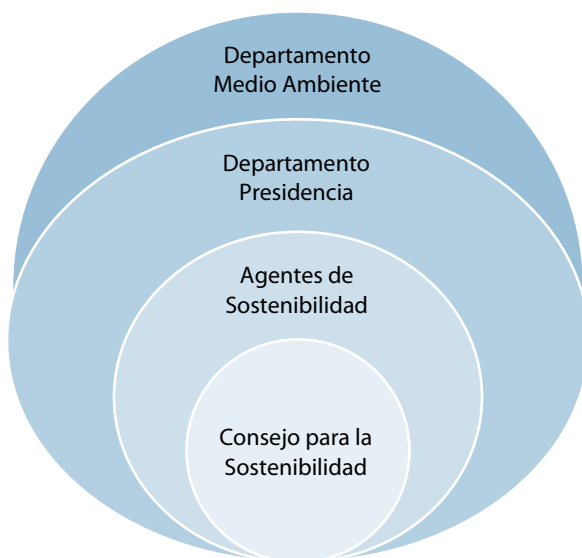 Departamento
Medio Ambiente
Departamento
Presidencia
Agentes de
Sostenibilidad
Consejo para la
Sostenibilidad